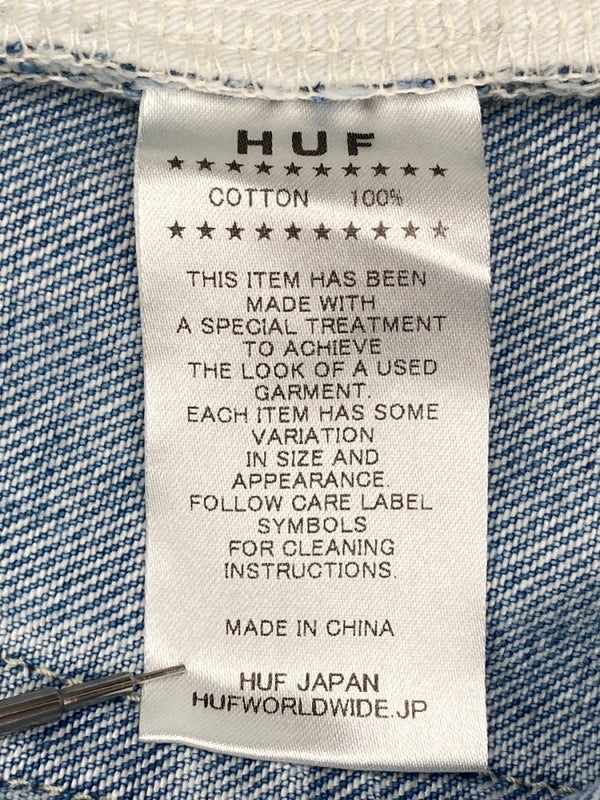 HUF
★★★★★★★★★★
COTTON 100%
★★★★★★★★★★
THIS ITEM HAS BEEN
MADE WITH
A SPECIAL TREATMENT
TO ACHIEVE
THE LOOK OF A USED
GARMENT.
EACH ITEM HAS SOME
VARIATION
IN SIZE AND
APPEARANCE.
FOLLOW CARE LABEL
SYMBOLS
FOR CLEANING
INSTRUCTIONS.
MADE IN CHINA
HUF JAPAN
HUFWORLDWIDE.JP